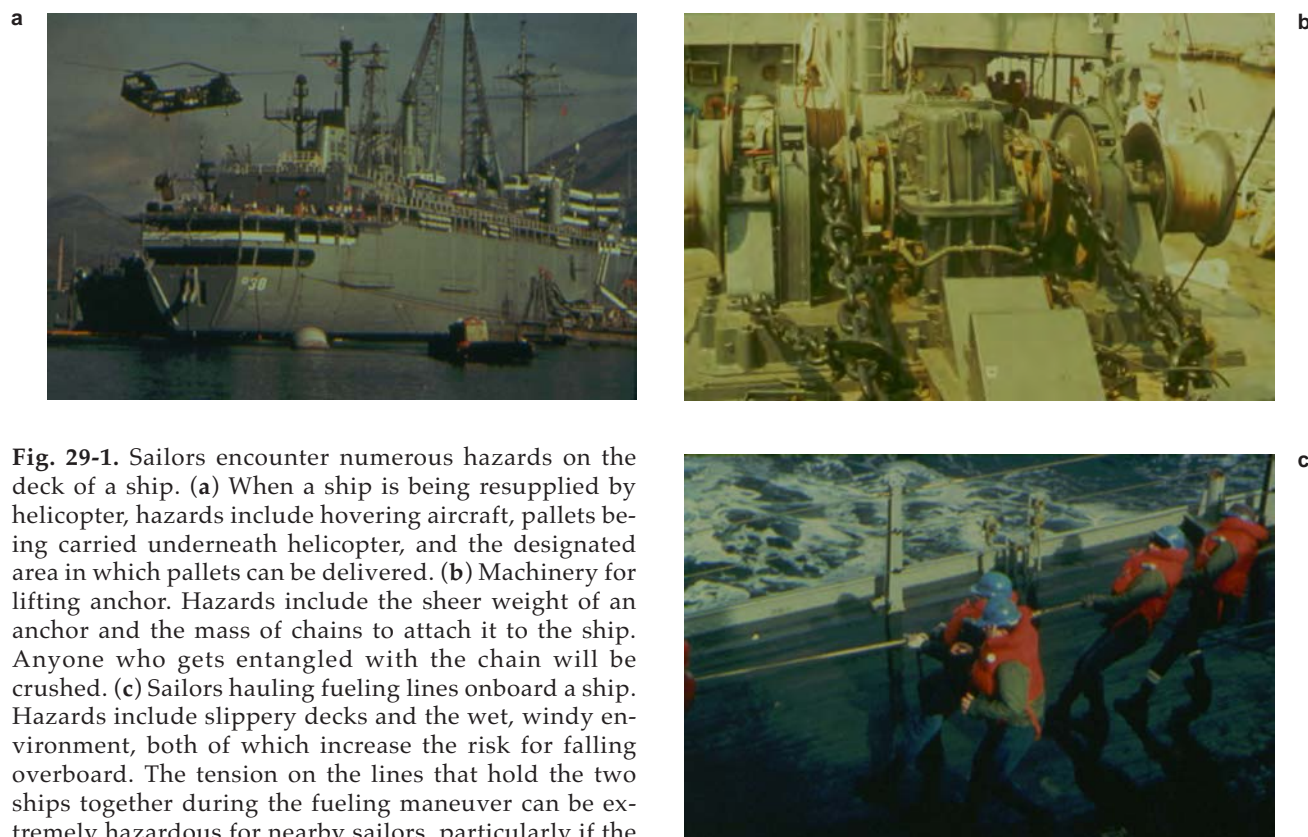 a
b
38
Fig. 29-1. Sailors encounter numerous hazards on the
deck of a ship. (a) When a ship is being resupplied by
helicopter, hazards include hovering aircraft, pallets be-
ing carried underneath helicopter, and the designated
area in which pallets can be delivered. (b) Machinery for
lifting anchor. Hazards include the sheer weight of an
anchor and the mass of chains to attach it to the ship.
Anyone who gets entangled with the chain will be
crushed. (c) Sailors hauling fueling lines onboard a ship.
Hazards include slippery decks and the wet, windy en-
vironment, both of which increase the risk for falling
overboard. The tension on the lines that hold the two
ships together during the fueling maneuver can be ex-
tremely hazardous for nearby sailors, particularly if the
c